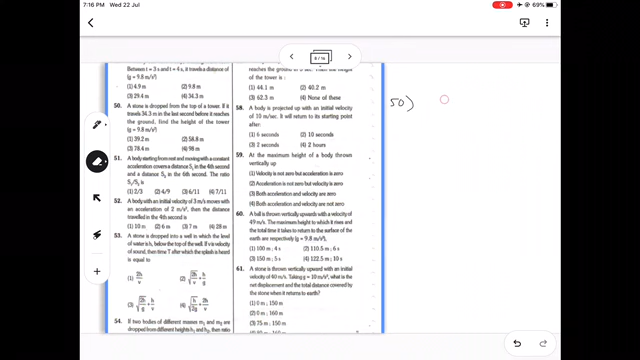 7:16 PM Wed 22 Jul
69%
6 / 16
Between t = 3 s and t = 4 s, it travels a distance of
(g = 9.8 m/s²)
(1) 4.9 m (2) 9.8 m
(3) 29.4 m (4) 34.3 m
50. A stone is dropped from the top of a tower. If it
travels 34.3 m in the last second before it reaches
the ground, find the height of the tower
(g = 9.8 m/s²)
(1) 39.2 m (2) 58.8 m
(3) 78.4 m (4) 98 m
51. A body starting from rest and moving with a constant
acceleration covers a distance S₁ in the 4th second
and a distance S₂ in the 6th second. The ratio
S₁/S₂ is
(1) 2/3 (2) 4/9 (3) 6/11 (4) 7/11
52. A body with an initial velocity of 3 m/s moves with
an acceleration of 2 m/s², then the distance
travelled in the 4th second is
(1) 10 m (2) 6 m (3) 7 m (4) 28 m
53. A stone is dropped into a well in which the level of
water is h, below the top of the well. If v is velocity
of sound, then time T after which the splash is heard
is equal to
(1) 2h/v (2) √(2h/v) + h/g
(3) √(2h/g) + h/v (4) √(h/2g) + 2h/v
54. If two bodies of different masses m₁ and m₂ are
dropped from different heights h₁ and h₂, then ratio
reaches the ground in
of the tower is :
(1) 44.1 m (2) 40.2 m
(3) 62.3 m (4) None of these
58. A body is projected up with an initial velocity
of 10 m/sec. It will return to its starting point
after:
(1) 6 seconds (2) 10 seconds
(3) 2 seconds (4) 2 hours
59. At the maximum height of a body thrown
vertically up
(1) Velocity is not zero but acceleration is zero
(2) Acceleration is not zero but velocity is zero
(3) Both acceleration and velocity are zero
(4) Both acceleration and velocity are not zero
60. A ball is thrown vertically upwards with a velocity of
49 m/s. The maximum height to which it rises and
the total time it takes to return to the surface of the
earth are respectively (g = 9.8 m/s²)
(1) 100 m; 4 s (2) 110.5 m; 6 s
(3) 150 m; 5 s (4) 122.5 m; 10 s
61. A stone is thrown vertically upward with an initial
velocity of 40 m/s. Taking g = 10 m/s², what is the
net displacement and the total distance covered by
the stone when it returns to earth?
(1) 0 m; 150 m
(2) 0 m; 160 m
(3) 75 m; 150 m
50)